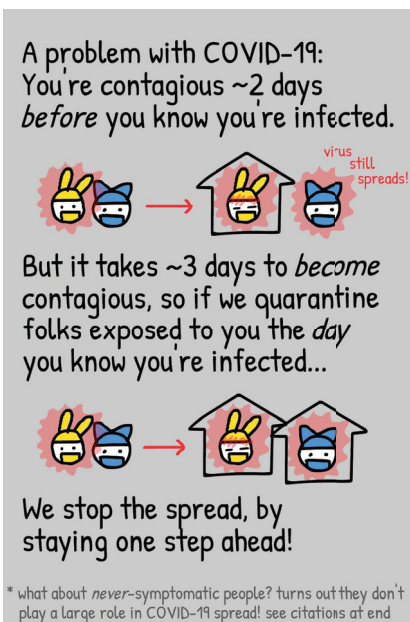 A problem with COVID-19:
You're contagious ~2 days
before you know you're infected.
virus
still
spreads!
But it takes ~3 days to become
contagious, so if we quarantine
folks exposed to you the day
you know you're infected...
We stop the spread, by
staying one step ahead!
* what about never-symptomatic people? turns out they don't
play a large role in COVID-19 spread! see citations at end